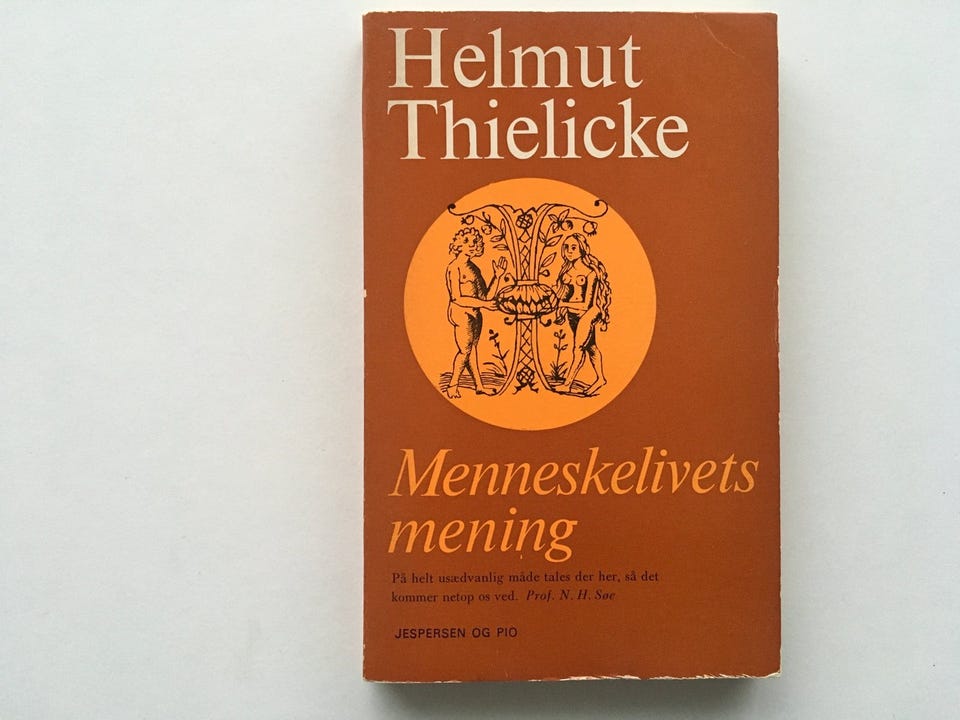 Helmut
Thielicke
Menneskelivets
mening
På helt usædvanlig måde tales der her, så det
kommer netop os ved. Prof. N. H. Søe
JESPERSEN OG PIO